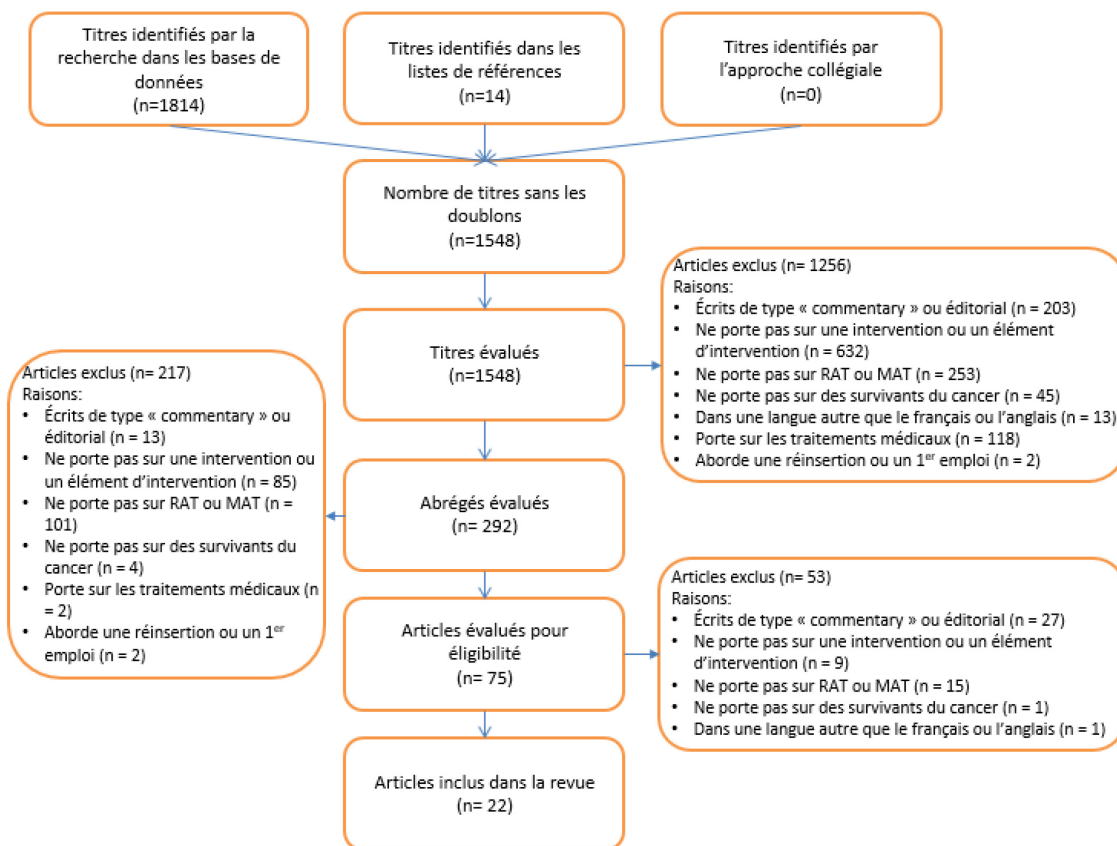 Titres identifiés par la
recherche dans les bases de
données
(n=1814)
Titres identifiés dans les
listes de références
(n=14)
Titres identifiés par
l’approche collégiale
(n=0)
Nombre de titres sans les
doublons
(n=1548)
Titres évalués
(n=1548)
Articles exclus (n= 1256)
Raisons:
• Écrits de type « commentary » ou éditorial (n = 203)
• Ne porte pas sur une intervention ou un élément
d’intervention (n = 632)
• Ne porte pas sur RAT ou MAT (n = 253)
• Ne porte pas sur des survivants du cancer (n = 45)
• Dans une langue autre que le français ou l’anglais (n = 13)
• Porte sur les traitements médicaux (n = 118)
• Aborde une réinsertion ou un 1er emploi (n = 2)
Abrégés évalués
(n= 292)
Articles exclus (n= 217)
Raisons:
• Écrits de type « commentary » ou
éditorial (n = 13)
• Ne porte pas sur une intervention ou
un élément d’intervention (n = 85)
• Ne porte pas sur RAT ou MAT (n =
101)
• Ne porte pas sur des survivants du
cancer (n = 4)
• Porte sur les traitements médicaux (n
= 2)
• Aborde une réinsertion ou un 1er
emploi (n = 2)
Articles évalués pour
éligibilité
(n= 75)
Articles exclus (n= 53)
Raisons:
• Écrits de type « commentary » ou éditorial (n = 27)
• Ne porte pas sur une intervention ou un élément
d’intervention (n = 9)
• Ne porte pas sur RAT ou MAT (n = 15)
• Ne porte pas sur des survivants du cancer (n = 1)
• Dans une langue autre que le français ou l’anglais (n = 1)
Articles inclus dans la revue
(n= 22)